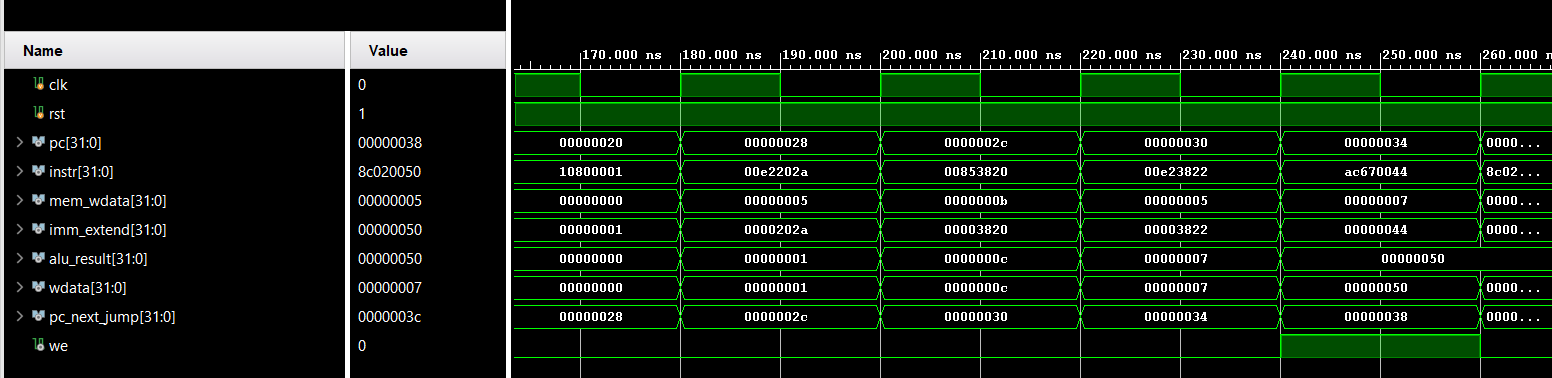 Name Value
170.000 ns 180.000 ns 190.000 ns 200.000 ns 210.000 ns 220.000 ns 230.000 ns 240.000 ns 250.000 ns 260.000
clk 0
rst 1
pc[31:0] 00000038 00000020 00000028 0000002c 00000030 00000034 0000...
instr[31:0] 8c020050 10800001 00e2202a 00853820 00e23822 ac670044 8c02...
mem_wdata[31:0] 00000005 00000000 00000005 0000000b 00000005 00000007 0000...
imm_extend[31:0] 00000050 00000001 0000202a 00003820 00003822 00000044 0000...
alu_result[31:0] 00000050 00000000 00000001 0000000c 00000007 00000050
wdata[31:0] 00000007 00000000 00000001 0000000c 00000007 00000050 0000...
pc_next_jump[31:0] 0000003c 00000028 0000002c 00000030 00000034 00000038 0000...
we 0